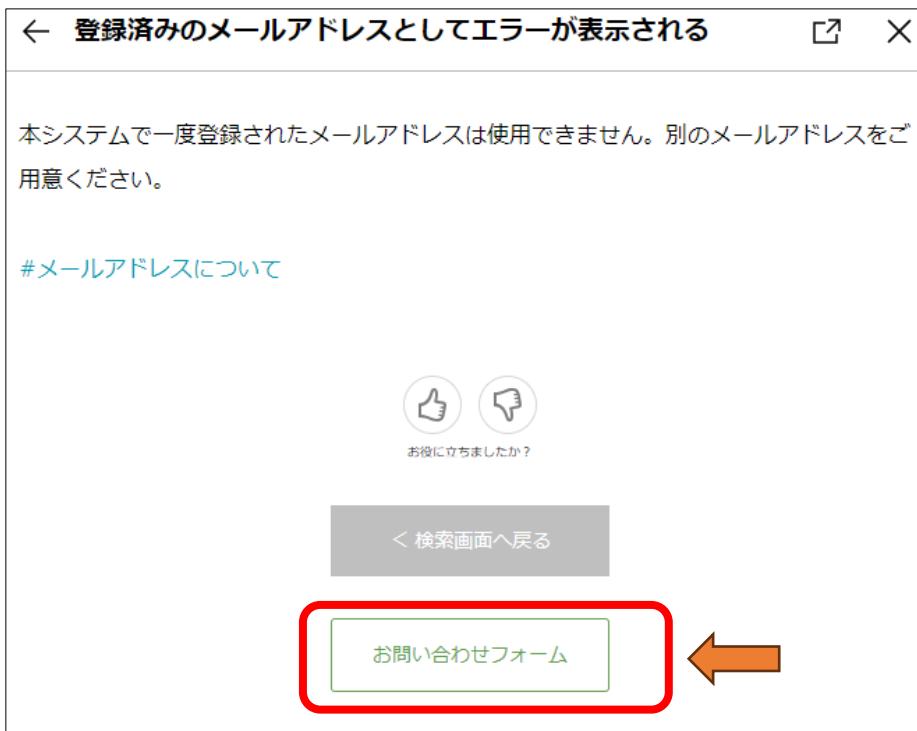 登録済みのメールアドレスとしてエラーが表示される
本システムで一度登録されたメールアドレスは使用できません。別のメールアドレスをご
用意ください。
#メールアドレスについて
お役に立ちましたか？
＜ 検索画面へ戻る
お問い合わせフォーム